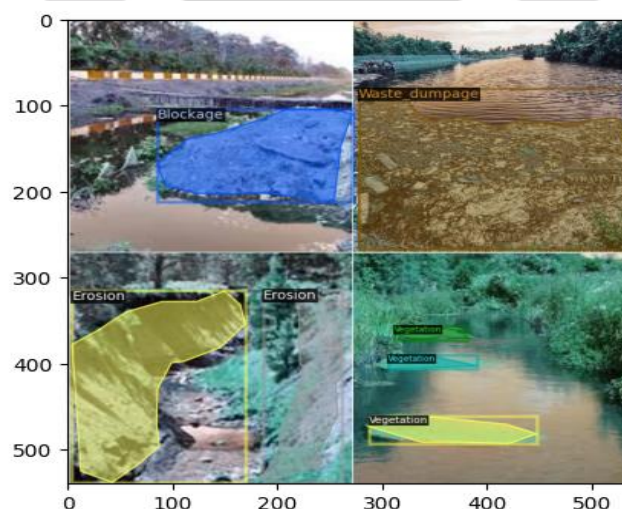 0
100
Blockage
Waste_dumpage
200
300
Erosion
Erosion
Vegetation
Vegetation
400
Vegetation
500
0
100
200
300
400
500